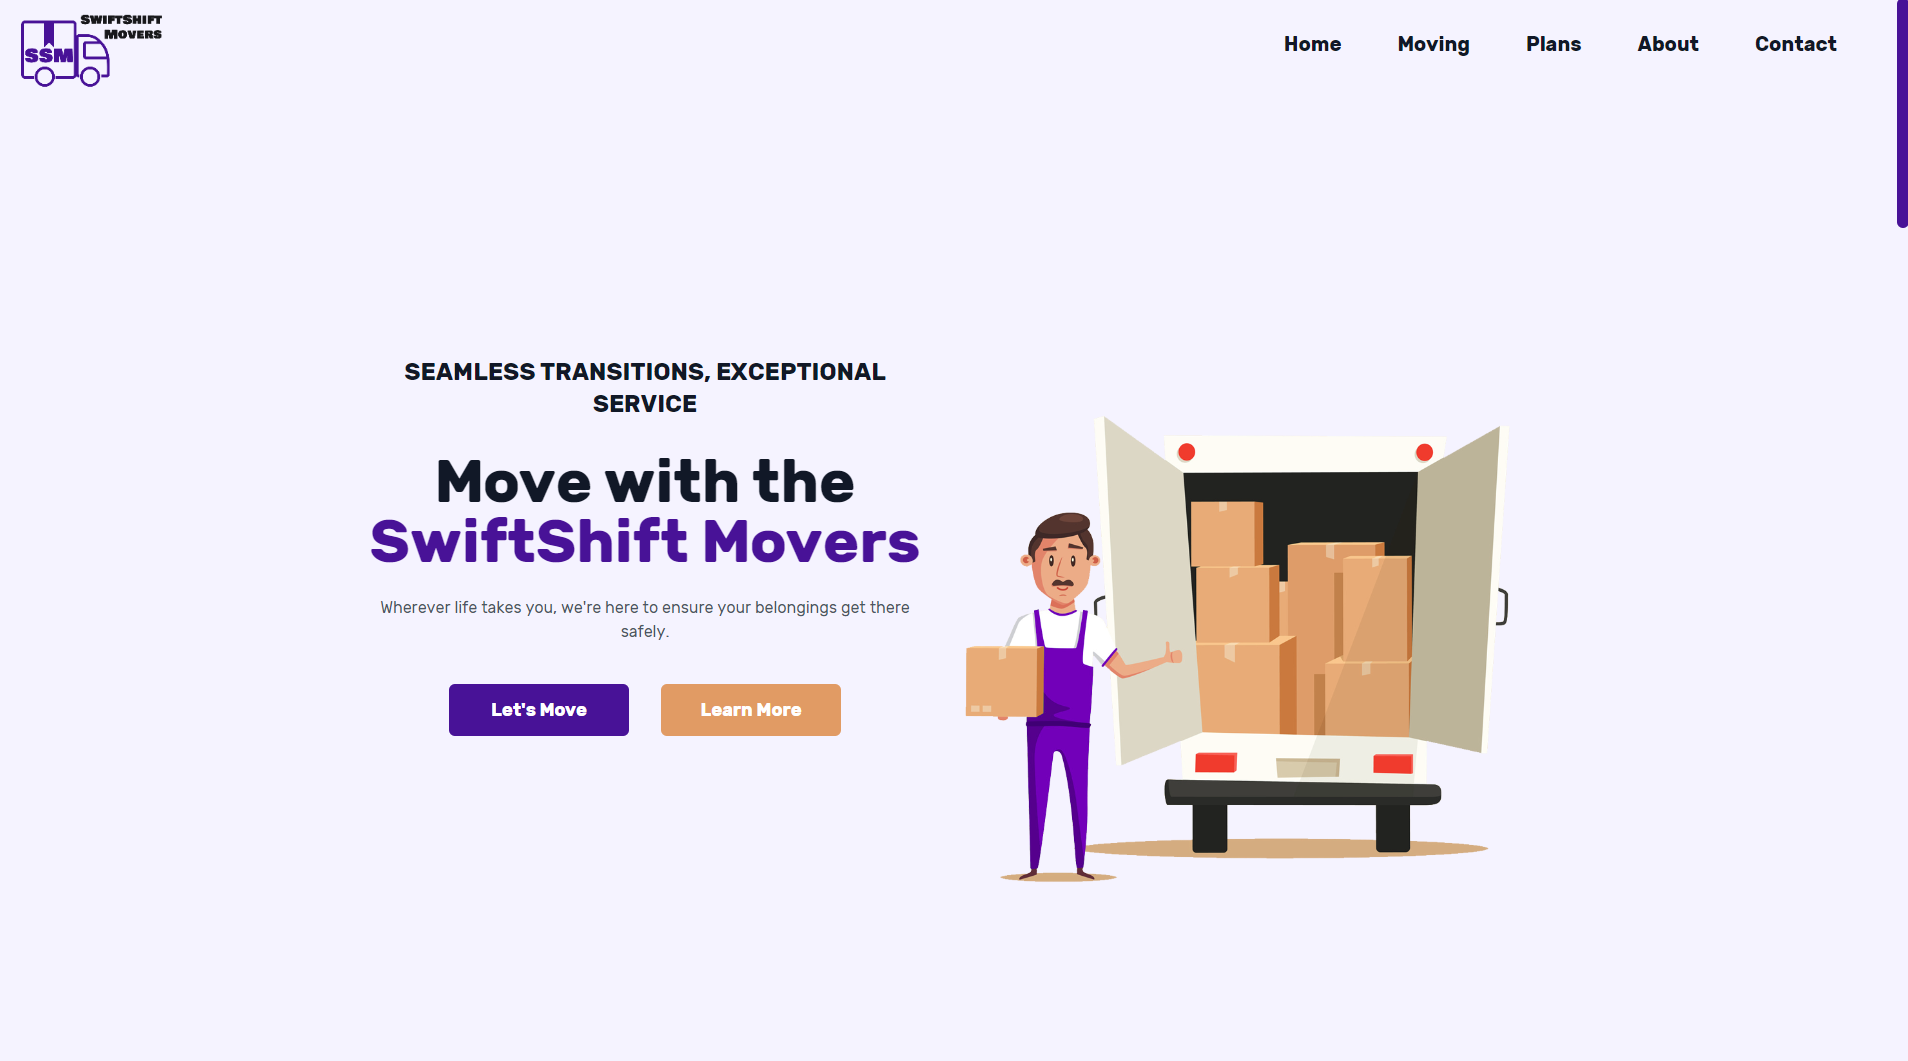 SWIFTSHIFT
MOVERS
SSM
Home Moving Plans About Contact
SEAMLESS TRANSITIONS, EXCEPTIONAL
SERVICE
Move with the
SwiftShift Movers
Wherever life takes you, we're here to ensure your belongings get there
safely.
Let's Move Learn More